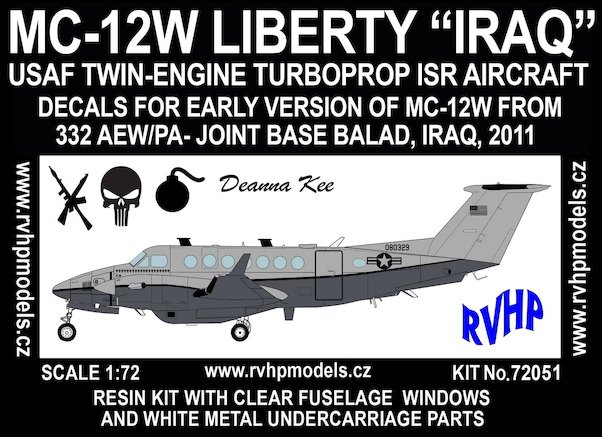 MC-12W LIBERTY “IRAQ”
USAF TWIN-ENGINE TURBOPROP ISR AIRCRAFT
DECALS FOR EARLY VERSION OF MC-12W FROM
332 AEW/PA- JOINT BASE BALAD, IRAQ, 2011
www.rvhpmodels.cz
Deanna Kee
080329
RVHP
www.rvhpmodels.cz
SCALE 1:72
www.rvhpmodels.cz
KIT No.72051
RESIN KIT WITH CLEAR FUSELAGE WINDOWS
AND WHITE METAL UNDERCARRIAGE PARTS